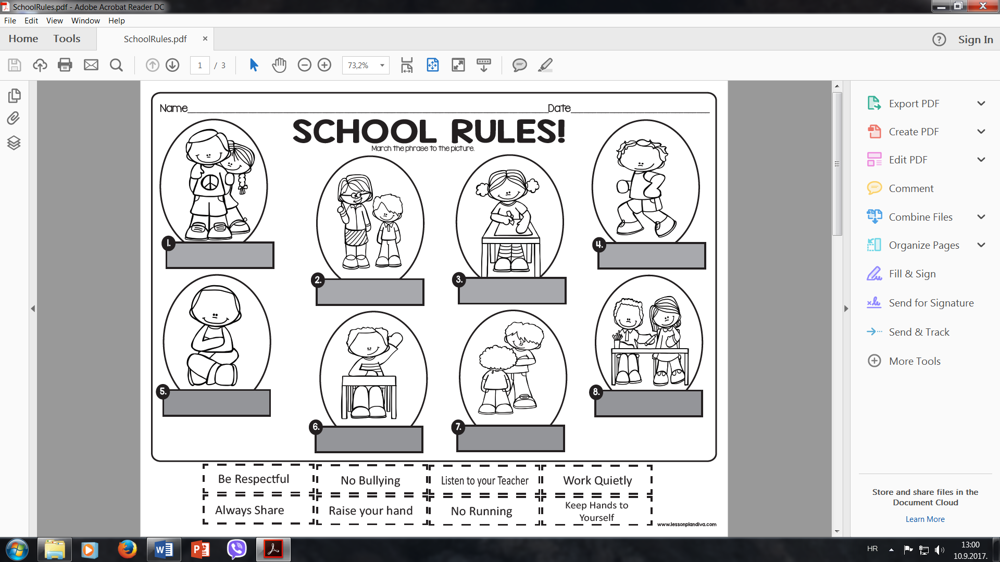 SchoolRules.pdf - Adobe Acrobat Reader DC
File Edit View Window Help
Home Tools SchoolRules.pdf × ? Sign In
1 / 3 73,2%
Name Date
SCHOOL RULES!
March the phrase to the picture.
1.
2.
3.
4.
5.
6.
7.
8.
Be Respectful No Bullying Listen to your Teacher Work Quietly
Always Share Raise your hand No Running Keep Hands to
Yourself
www.lessonplandiva.com
Export PDF
Create PDF
Edit PDF
Comment
Combine Files
Organize Pages
Fill & Sign
Send for Signature
Send & Track
More Tools
Store and share files in the
Document Cloud
Learn More
HR 13:00
10.9.2017.